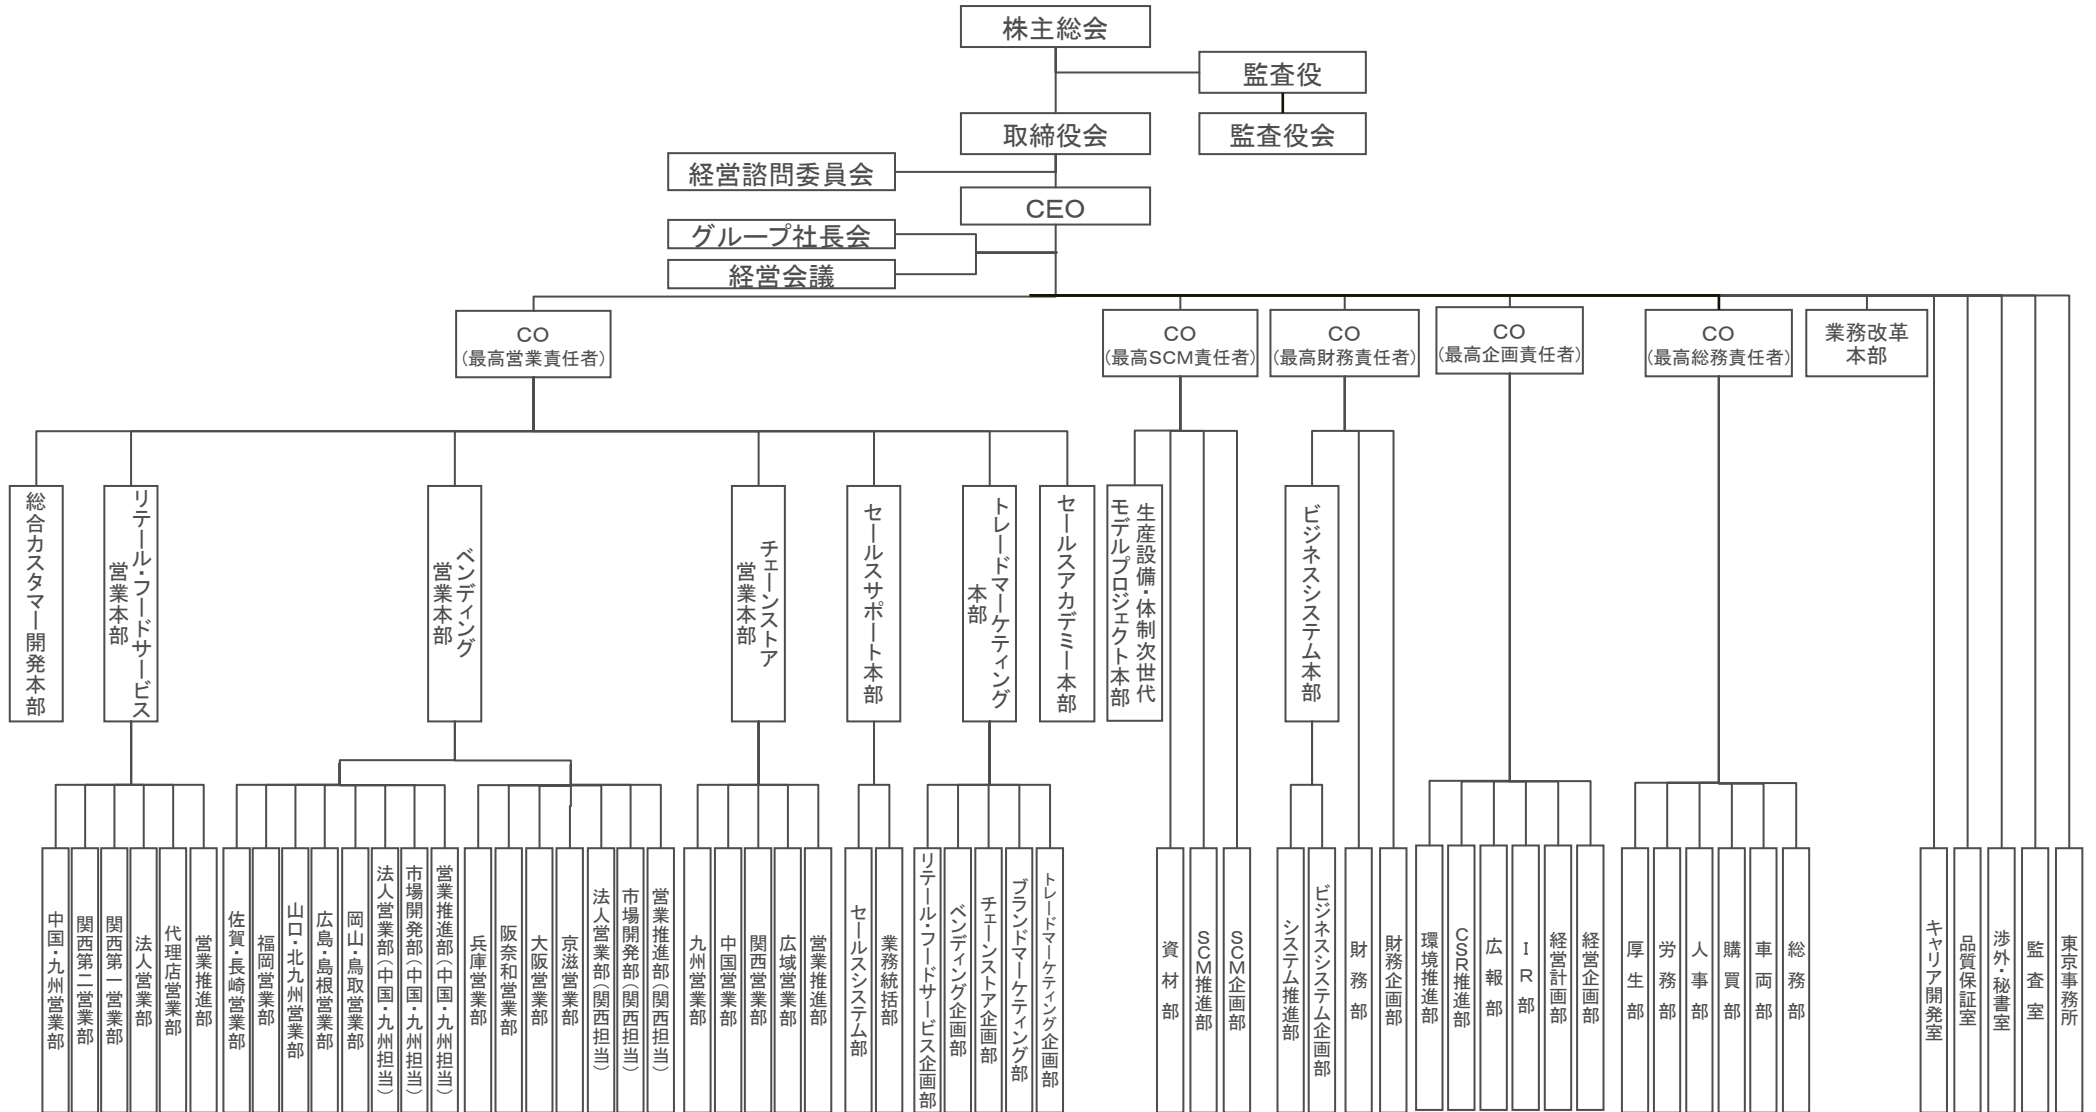 株主総会
監査役
取締役会
監査役会
経営諮問委員会
CEO
グループ社長会
経営会議
CO
(最高営業責任者)
CO
(最高SCM責任者)
CO
(最高財務責任者)
CO
(最高企画責任者)
CO
(最高総務責任者)
業務改革
本部
総合カスタマー開発本部
リテール・フードサービス
営業本部
ベンディング
営業本部
チェーンストア
営業本部
セールスサポート本部
トレードマーケティング
本部
セールスアカデミー本部
生産設備・体制次世代
モデルプロジェクト本部
ビジネスシステム本部
中国・九州営業部
関西第二営業部
関西第一営業部
法人営業部
代理店営業部
営業推進部
佐賀・長崎営業部
福岡営業部
山口・北九州営業部
広島・島根営業部
岡山・鳥取営業部
法人営業部(中国・九州担当)
市場開発部(中国・九州担当)
営業推進部(中国・九州担当)
兵庫営業部
阪奈和営業部
大阪営業部
京滋営業部
法人営業部(関西担当)
市場開発部(関西担当)
営業推進部(関西担当)
九州営業部
中国営業部
関西営業部
広域営業部
営業推進部
セールスシステム部
業務統括部
リテール・フードサービス企画部
ベンディング企画部
チェーンストア企画部
ブランドマーケティング部
トレードマーケティング企画部
資材部
SCM推進部
SCM企画部
システム推進部
ビジネスシステム企画部
財務部
財務企画部
環境推進部
CSR推進部
広報部
IR部
経営計画部
経営企画部
厚生部
労務部
人事部
購買部
車両部
総務部
キャリア開発室
品質保証室
渉外・秘書室
監査室
東京事務所